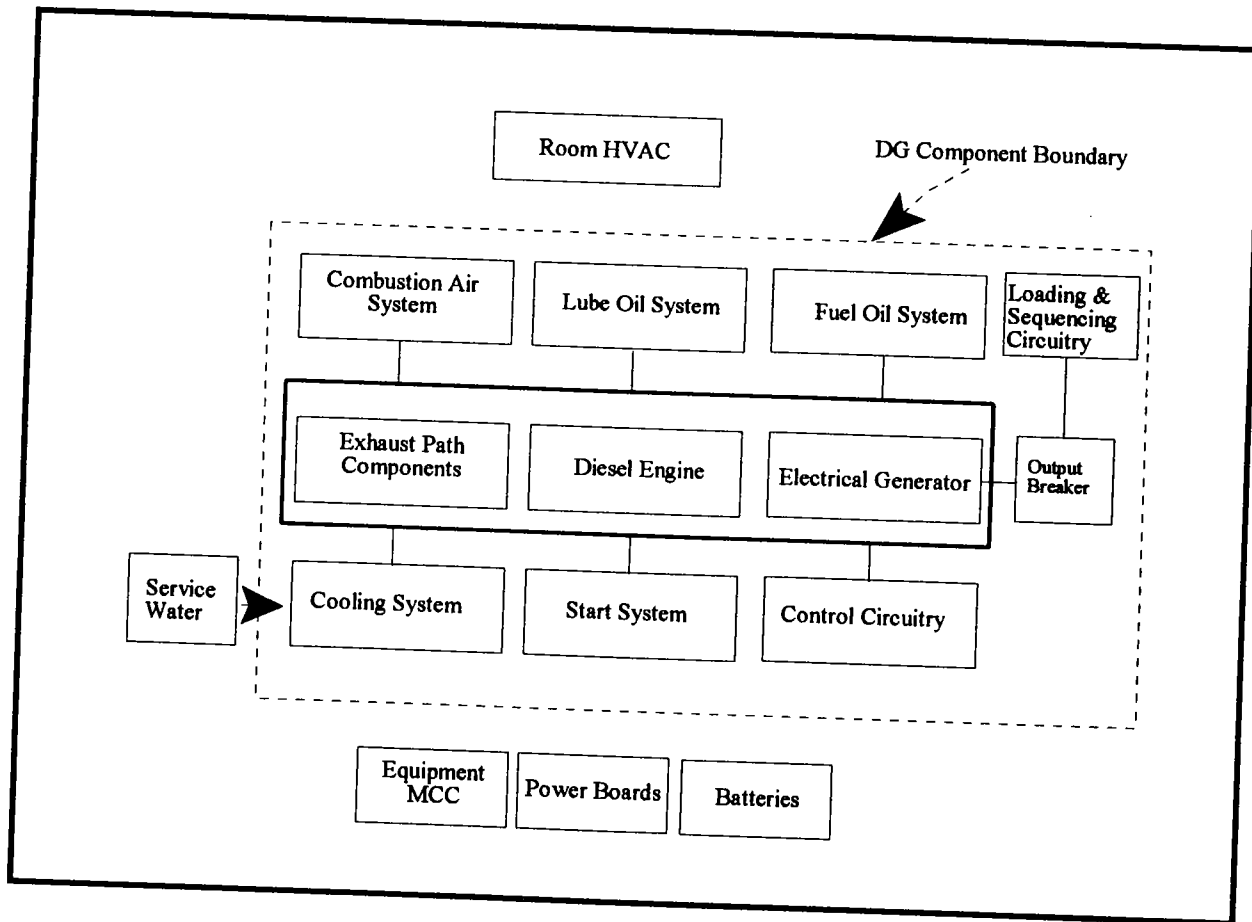 Room HVAC
DG Component Boundary
Combustion Air
System
Lube Oil System
Fuel Oil System
Loading &
Sequencing
Circuitry
Exhaust Path
Components
Diesel Engine
Electrical Generator
Output
Breaker
Service
Water
Cooling System
Start System
Control Circuitry
Equipment
MCC
Power Boards
Batteries